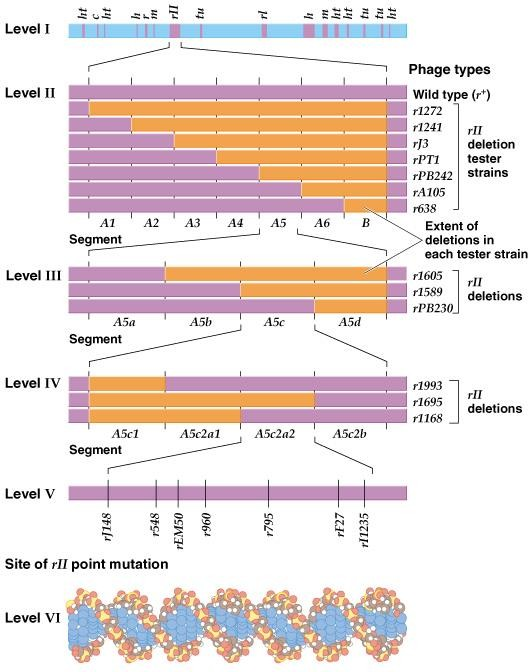 ht c ht h r m rII tu rl h m ht ht tu tu ht
Level I
Phage types
Level II
Wild type (r⁺)
r1272
r1241
rJ3
rPT1
rPB242
rA105
r638
rII
deletion
tester
strains
A1 A2 A3 A4 A5 A6 B
Segment
Extent of
deletions in
each tester strain
Level III
r1605
r1589
rPB230
rII
deletions
A5a A5b A5c A5d
Segment
Level IV
r1993
r1695
r1168
rII
deletions
A5c1 A5c2a1 A5c2a2 A5c2b
Segment
Level V
rJ148 r548 rEM50 r960 r795 rF27 rI1235
Site of rII point mutation
Level VI